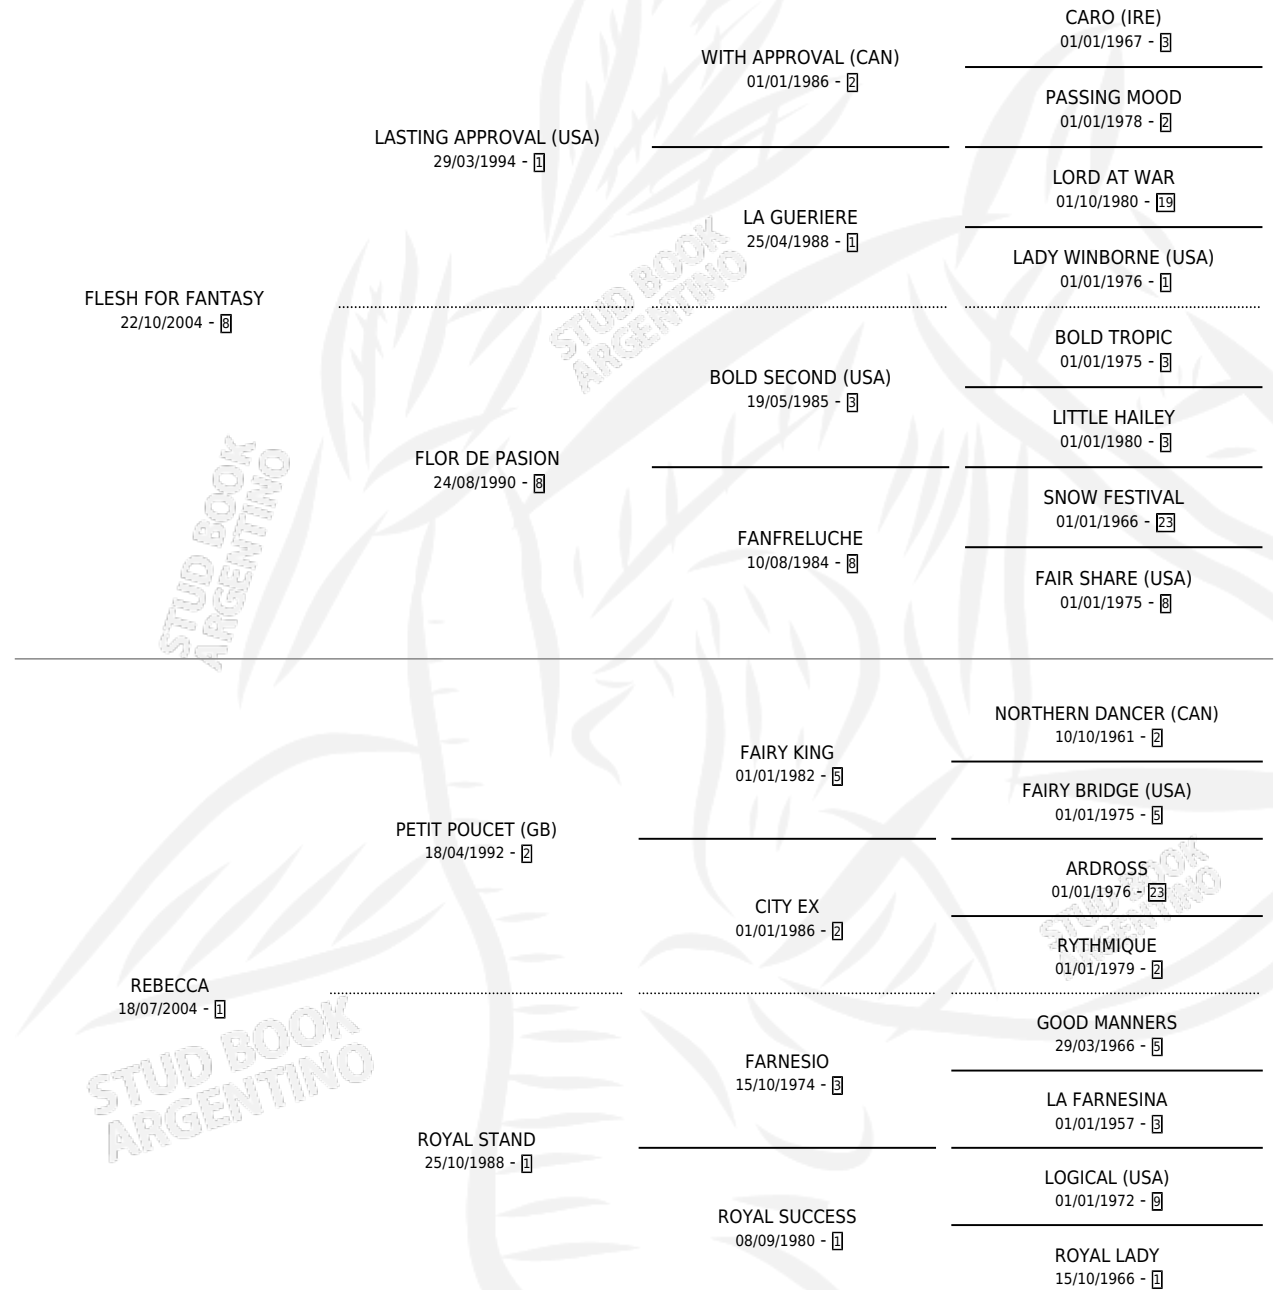 CARO (IRE)
01/01/1967 - 3
WITH APPROVAL (CAN)
01/01/1986 - 2
PASSING MOOD
01/01/1978 - 2
LASTING APPROVAL (USA)
29/03/1994 - 1
LORD AT WAR
01/10/1980 - 19
LA GUERIERE
25/04/1988 - 1
LADY WINBORNE (USA)
01/01/1976 - 1
FLESH FOR FANTASY
22/10/2004 - 8
STUD BOOK
ARGENTINO
BOLD TROPIC
01/01/1975 - 3
BOLD SECOND (USA)
19/05/1985 - 3
LITTLE HAILEY
01/01/1980 - 3
FLOR DE PASION
24/08/1990 - 8
SNOW FESTIVAL
01/01/1966 - 23
FANFRELUCHE
10/08/1984 - 8
FAIR SHARE (USA)
01/01/1975 - 8
STUD BOOK
ARGENTINO
NORTHERN DANCER (CAN)
10/10/1961 - 2
FAIRY KING
01/01/1982 - 5
FAIRY BRIDGE (USA)
01/01/1975 - 5
PETIT POUCET (GB)
18/04/1992 - 2
ARDROSS
01/01/1976 - 23
CITY EX
01/01/1986 - 2
STUD BOOK
ARGENTINO
RYTHMIQUE
01/01/1979 - 2
REBECCA
18/07/2004 - 1
STUD BOOK
ARGENTINO
GOOD MANNERS
29/03/1966 - 5
FARNESIO
15/10/1974 - 3
LA FARNESINA
01/01/1957 - 3
ROYAL STAND
25/10/1988 - 1
LOGICAL (USA)
01/01/1972 - 9
ROYAL SUCCESS
08/09/1980 - 1
ROYAL LADY
15/10/1966 - 1